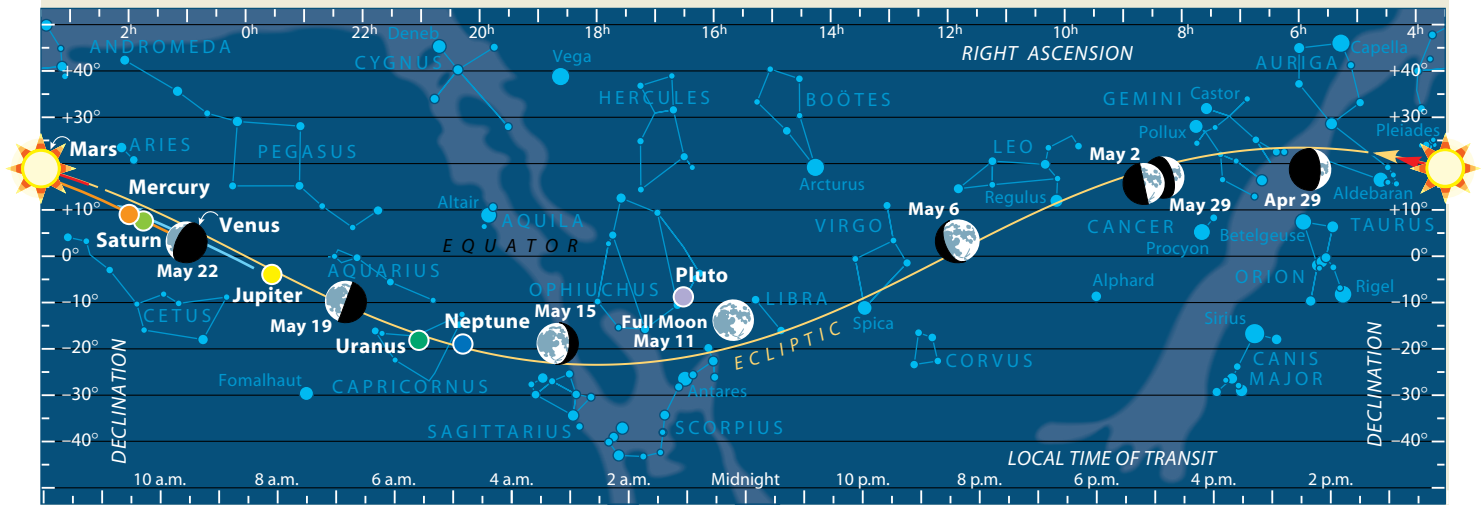 2h 0h 22h 20h 18h 16h 14h 12h 10h 8h 6h 4h
RIGHT ASCENSION
ANDROMEDA
Deneb
CYGNUS
Vega
HERCULES
BOÖTES
GEMINI
Castor
AURIGA
Capella
+40°
+40°
+30°
+30°
Mars
ARIES
PEGASUS
Pollux
Pleiades
LEO
May 2
Mercury
Arcturus
Regulus
May 29
Apr 29
Aldebaran
+10°
+10°
Saturn
Venus
Altair
AQUILA
VIRGO
May 6
CANCER
Procyon
Betelgeuse
TAURUS
EQUATOR
0°
0°
May 22
AQUARIUS
Jupiter
OPHIUCHUS
Pluto
LIBRA
Alphard
ORION
Rigel
–10°
–10°
CETUS
May 19
Neptune
May 15
Full Moon
May 11
Spica
Sirius
Uranus
ECLIPTIC
–20°
–20°
CORVUS
CANIS
MAJOR
Fomalhaut
CAPRICORNUS
Antares
–30°
–30°
DECLINATION
DECLINATION
SAGITTARIUS
SCORPIUS
–40°
–40°
LOCAL TIME OF TRANSIT
10 a.m. 8 a.m. 6 a.m. 4 a.m. 2 a.m. Midnight 10 p.m. 8 p.m. 6 p.m. 4 p.m. 2 p.m.